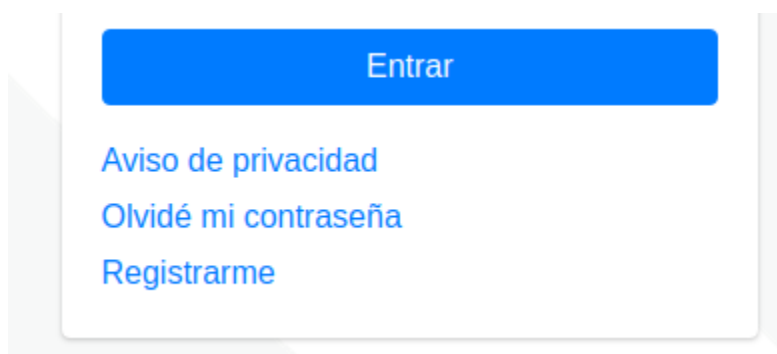 Entrar
Aviso de privacidad
Olvidé mi contraseña
Registrarme